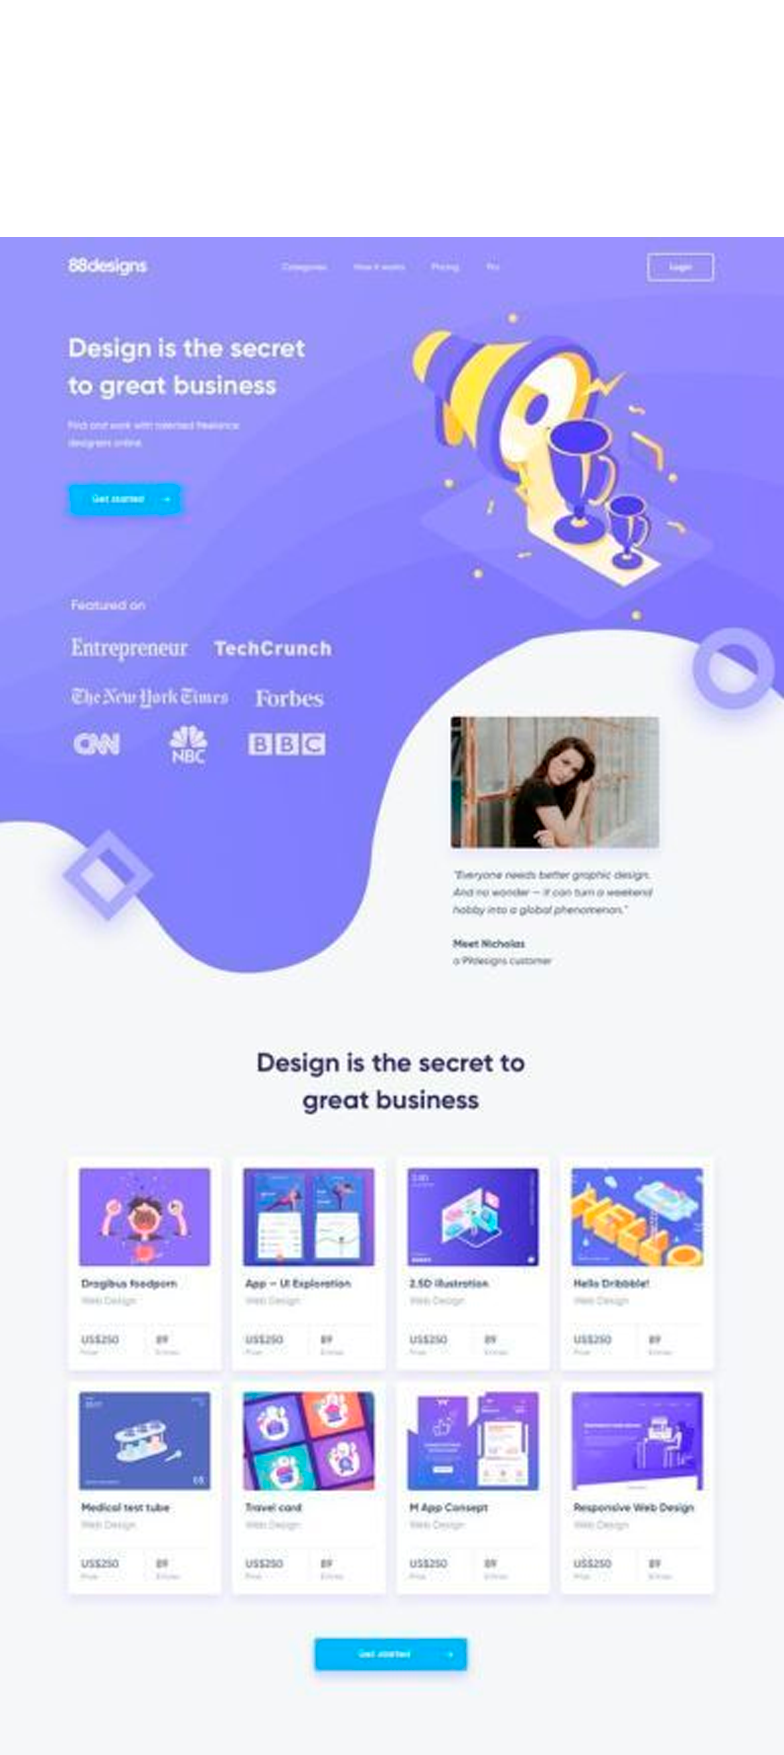 88designs
Categories How it works Pricing Pro Login
Design is the secret
to great business
Find and work with talented freelance
designers online.
Get started →
Featured on
Entrepreneur TechCrunch
The New York Times Forbes
CNN NBC BBC
"Everyone needs better graphic design.
And no wonder — it can turn a weekend
hobby into a global phenomenon."
Meet Nicholas
a 99designs customer
Design is the secret to
great business
Dragibus foodporn
Web Design
US$250 89
Prize Entries
App — UI Exploration
Web Design
US$250 89
Prize Entries
2.5D illustration
Web Design
US$250 89
Prize Entries
HELLO
Hello Dribbble!
Web Design
US$250 89
Prize Entries
Medical test tube
Web Design
US$250 89
Prize Entries
Travel card
Web Design
US$250 89
Prize Entries
M App Consept
Web Design
US$250 89
Prize Entries
Responsive Web Design
Web Design
US$250 89
Prize Entries
Get started →